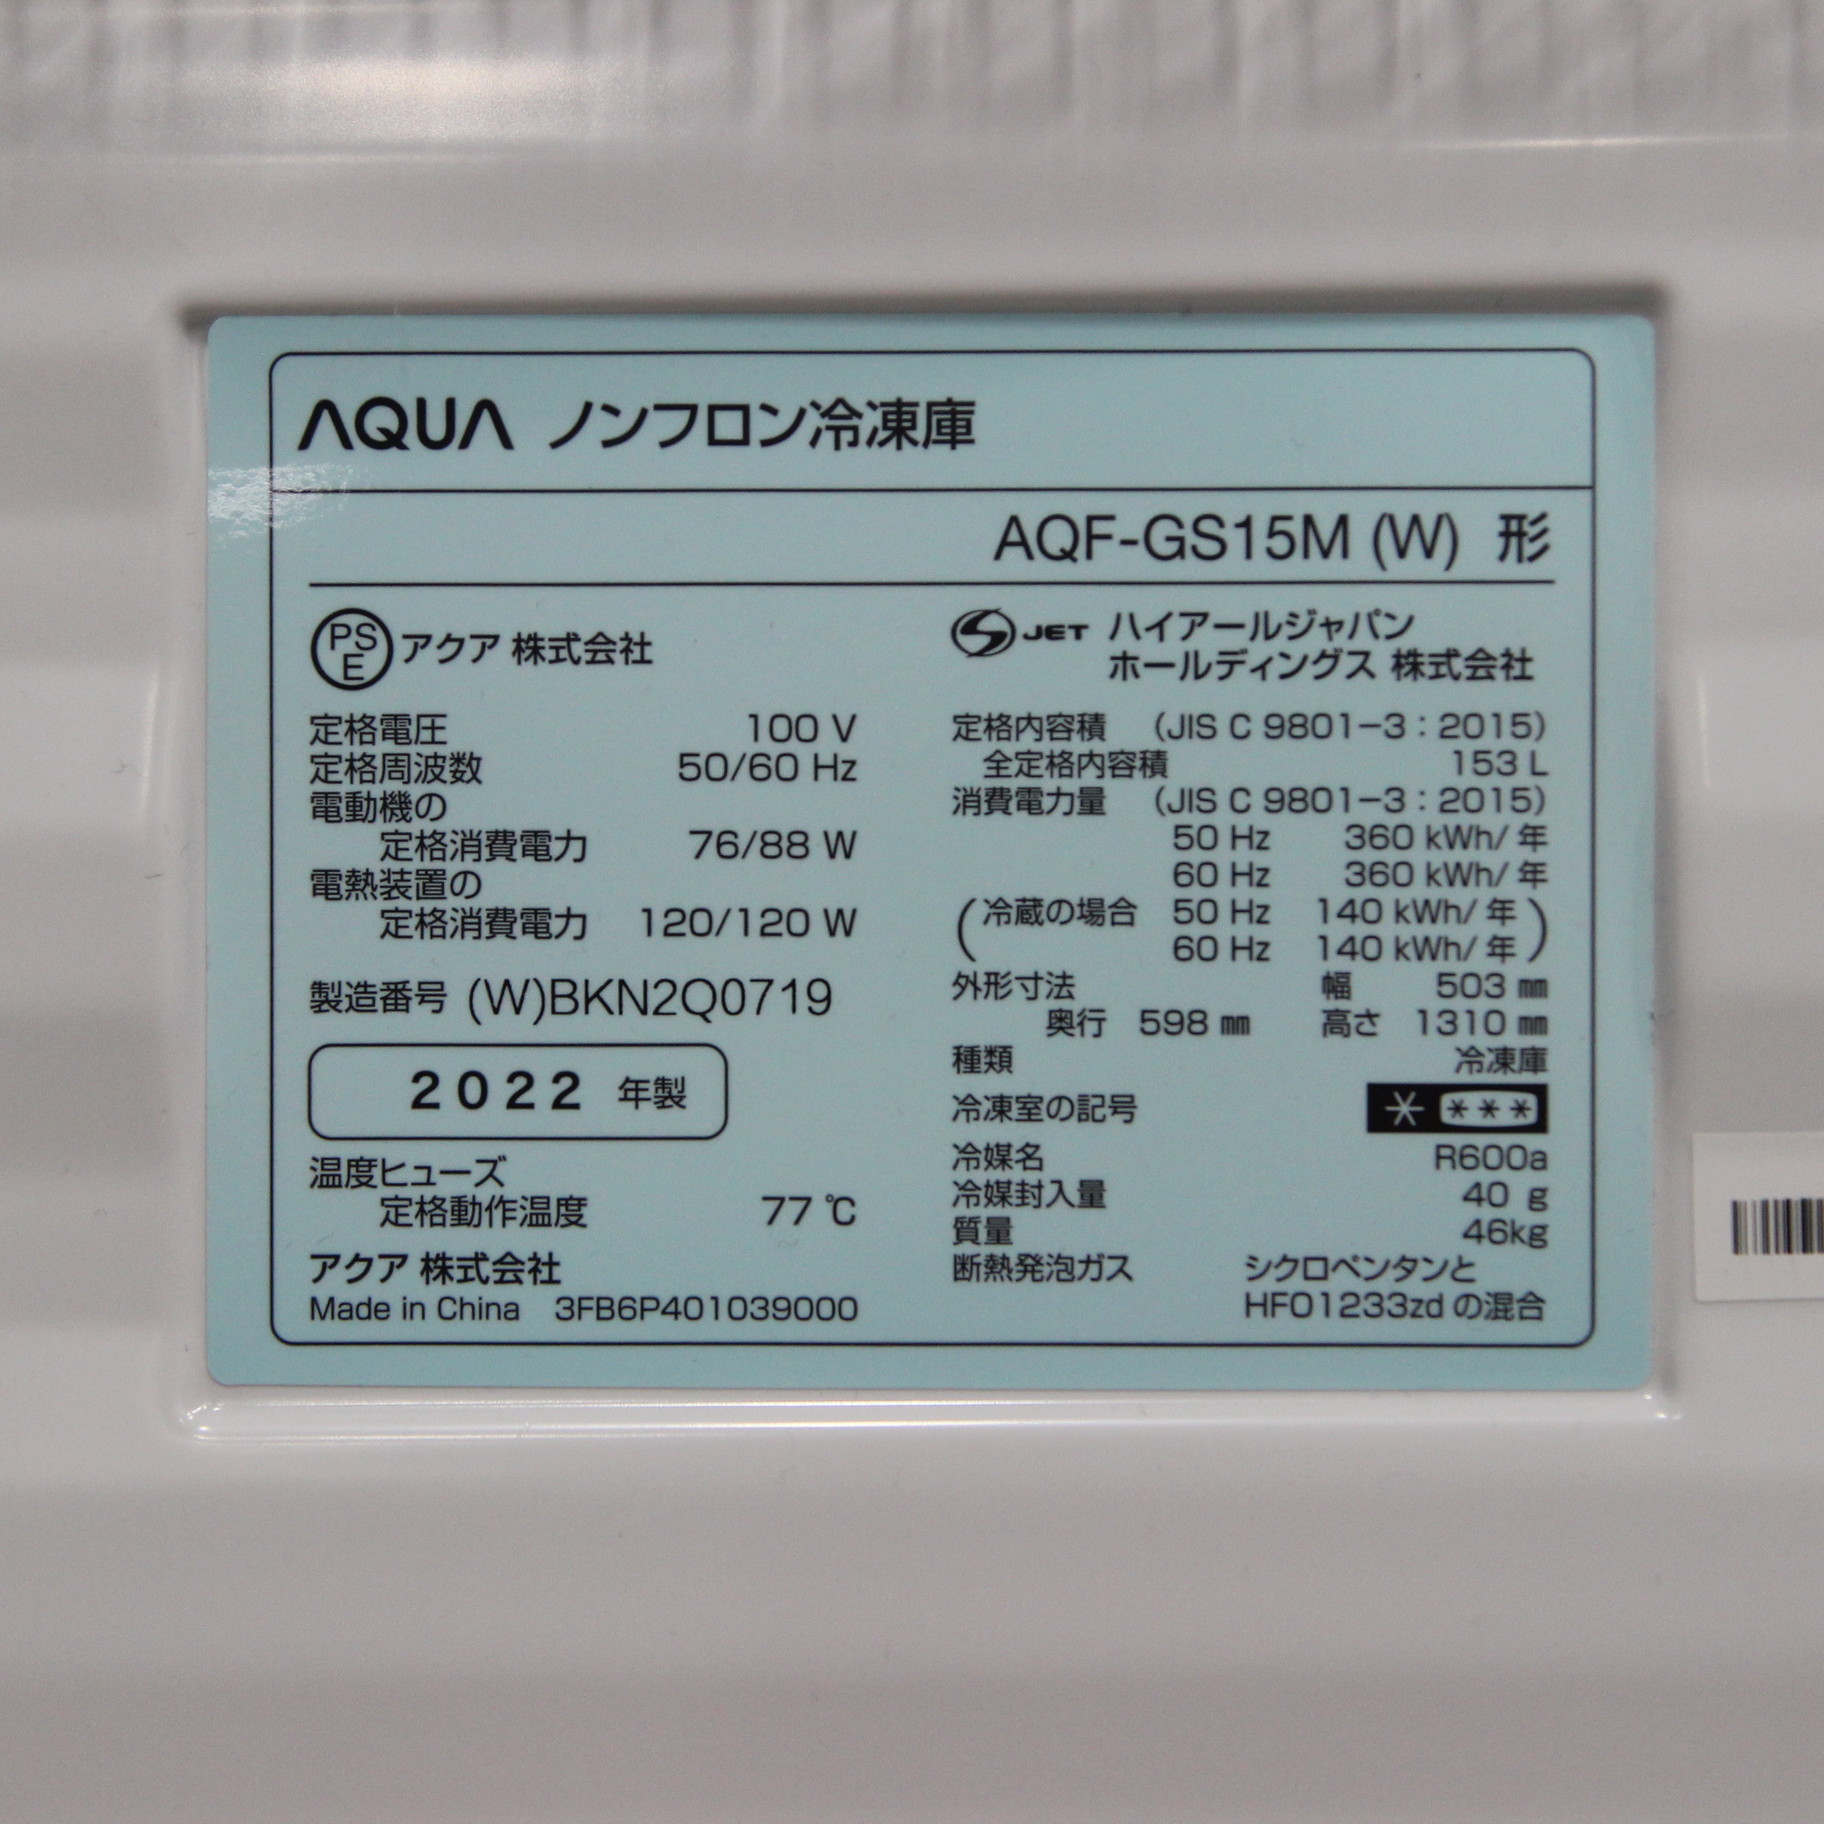 AQUA ノンフロン冷凍庫
AQF-GS15M (W) 形
PS E アクア 株式会社
定格電圧 100 V
定格周波数 50/60 Hz
電動機の
定格消費電力 76/88 W
電熱装置の
定格消費電力 120/120 W
製造番号 (W)BKN2Q0719
2022 年製
温度ヒューズ
定格動作温度 77 ℃
アクア 株式会社
Made in China 3FB6P401039000
JET ハイアールジャパン
ホールディングス 株式会社
定格内容積 (JIS C 9801-3:2015)
全定格内容積 153 L
消費電力量 (JIS C 9801-3:2015)
50 Hz 360 kWh/年
60 Hz 360 kWh/年
(冷蔵の場合 50 Hz 140 kWh/年
60 Hz 140 kWh/年)
外形寸法 幅 503 ㎜
奥行 598 ㎜ 高さ 1310 ㎜
種類 冷凍庫
冷凍室の記号 * ***
冷媒名 R600a
冷媒封入量 40 g
質量 46kg
断熱発泡ガス シクロペンタンと
HFO1233zdの混合